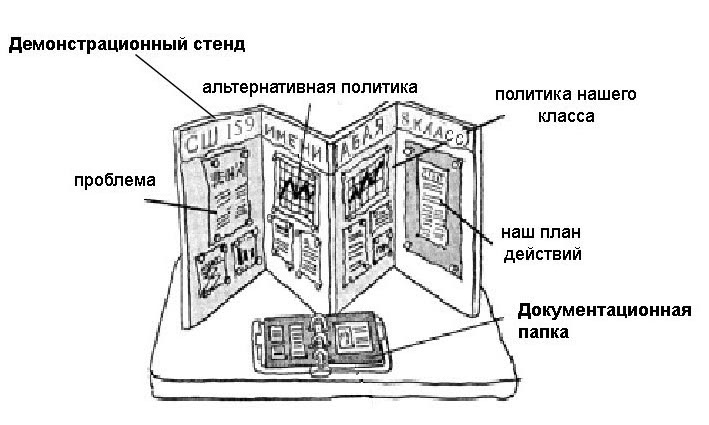 Демонстрационный стенд
альтернативная политика
политика нашего
класса
СШ 159
ИМЕНИ
АБАЯ
8 КЛАСС
проблема
наш план
действий
Документационная
папка